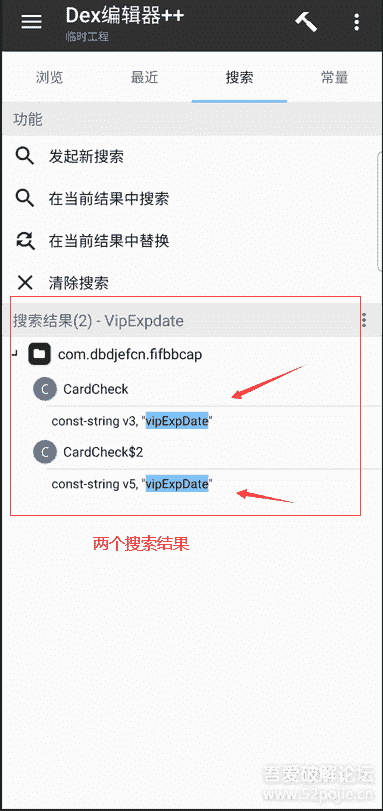 Dex编辑器++
临时工程
浏览 最近 搜索 常量
功能
发起新搜索
在当前结果中搜索
在当前结果中替换
清除搜索
搜索结果(2) - VipExpdate
com.dbdjefcn.fifbbcap
C CardCheck
const-string v3, "vipExpDate"
C CardCheck$2
const-string v5, "vipExpDate"
两个搜索结果
吾爱破解论坛
www.52pojie.cn